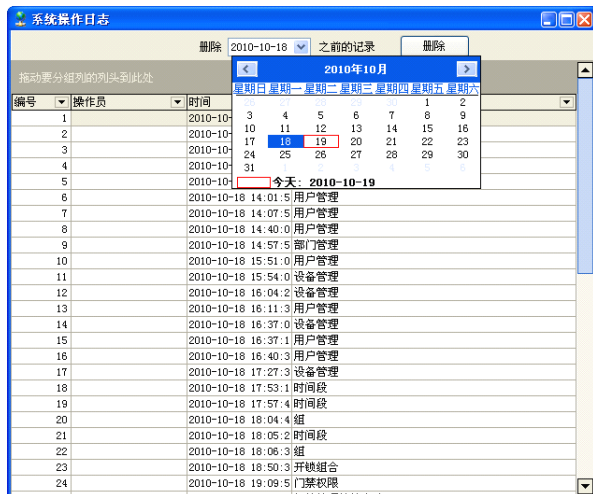 系统操作日志
删除 2010-10-18 之前的记录 删除
拖动要分组列的列头到此处
2010年10月
星期日 星期一 星期二 星期三 星期四 星期五 星期六
26 27 28 29 30 1 2
3 4 5 6 7 8 9
10 11 12 13 14 15 16
17 18 19 20 21 22 23
24 25 26 27 28 29 30
31 1 2 3 4 5 6
今天: 2010-10-19
编号 操作员 时间
1 2010-10-
2 2010-10-
3 2010-10-
4 2010-10-
5 2010-10-
6 2010-10-18 14:01:5 用户管理
7 2010-10-18 14:07:5 用户管理
8 2010-10-18 14:40:0 用户管理
9 2010-10-18 14:57:5 部门管理
10 2010-10-18 15:51:0 用户管理
11 2010-10-18 15:54:0 设备管理
12 2010-10-18 16:04:2 设备管理
13 2010-10-18 16:11:3 用户管理
14 2010-10-18 16:37:0 设备管理
15 2010-10-18 16:37:1 用户管理
16 2010-10-18 16:40:3 用户管理
17 2010-10-18 17:27:3 设备管理
18 2010-10-18 17:53:1 时间段
19 2010-10-18 17:57:4 时间段
20 2010-10-18 18:04:4 组
21 2010-10-18 18:05:2 时间段
22 2010-10-18 18:06:3 组
23 2010-10-18 18:50:3 开锁组合
24 2010-10-18 19:09:5 门禁权限